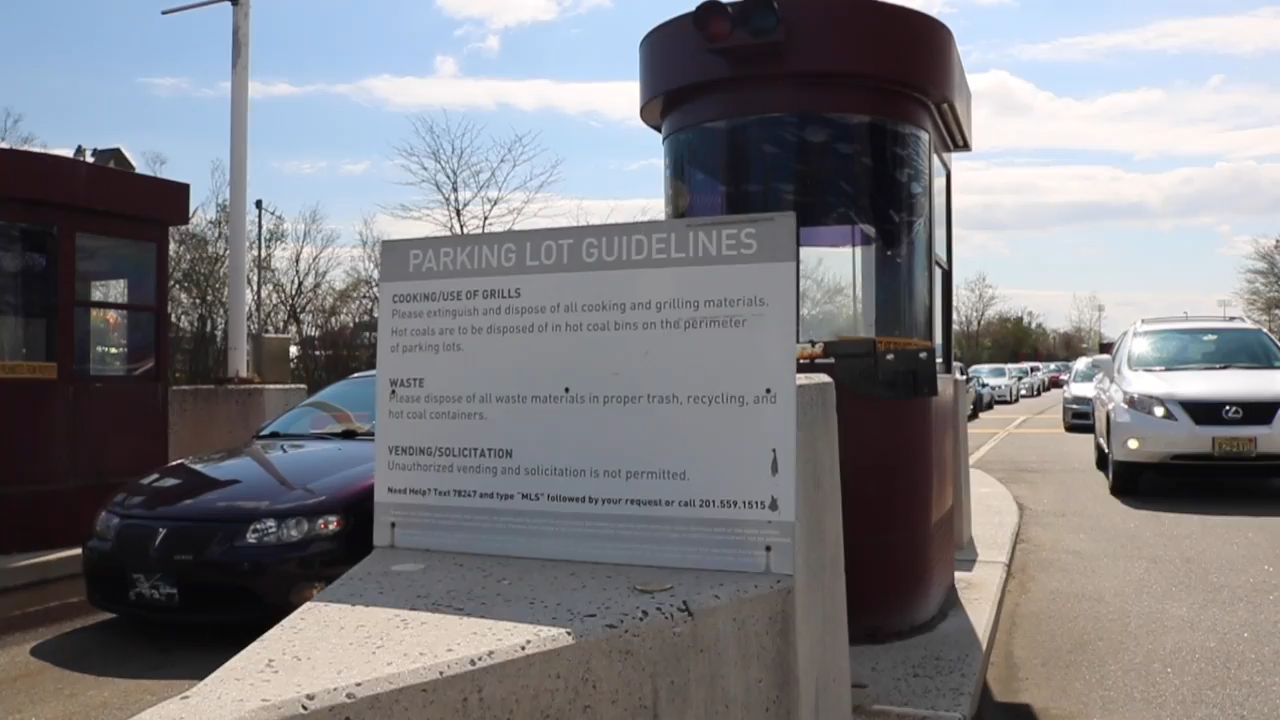 PARKING LOT GUIDELINES
COOKING/USE OF GRILLS
Please extinguish and dispose of all cooking and grilling materials.
Hot coals are to be disposed of in hot coal bins on the perimeter
of parking lots.
WASTE
Please dispose of all waste materials in proper trash, recycling, and
hot coal containers.
VENDING/SOLICITATION
Unauthorized vending and solicitation is not permitted.
Need Help? Text 78247 and type "MLS" followed by your request or call 201.559.1515